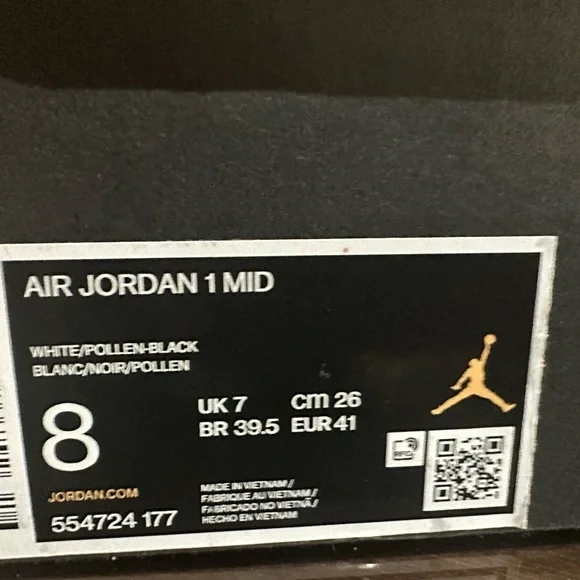 AIR JORDAN 1 MID
WHITE/POLLEN-BLACK
BLANC/NOIR/POLLEN
8
UK 7 cm 26
BR 39.5 EUR 41
JORDAN.COM
554724 177
MADE IN VIETNAM /
FABRIQUE AU VIETNAM /
FABRICADO NO VIETNÃ /
HECHO EN VIETNAM